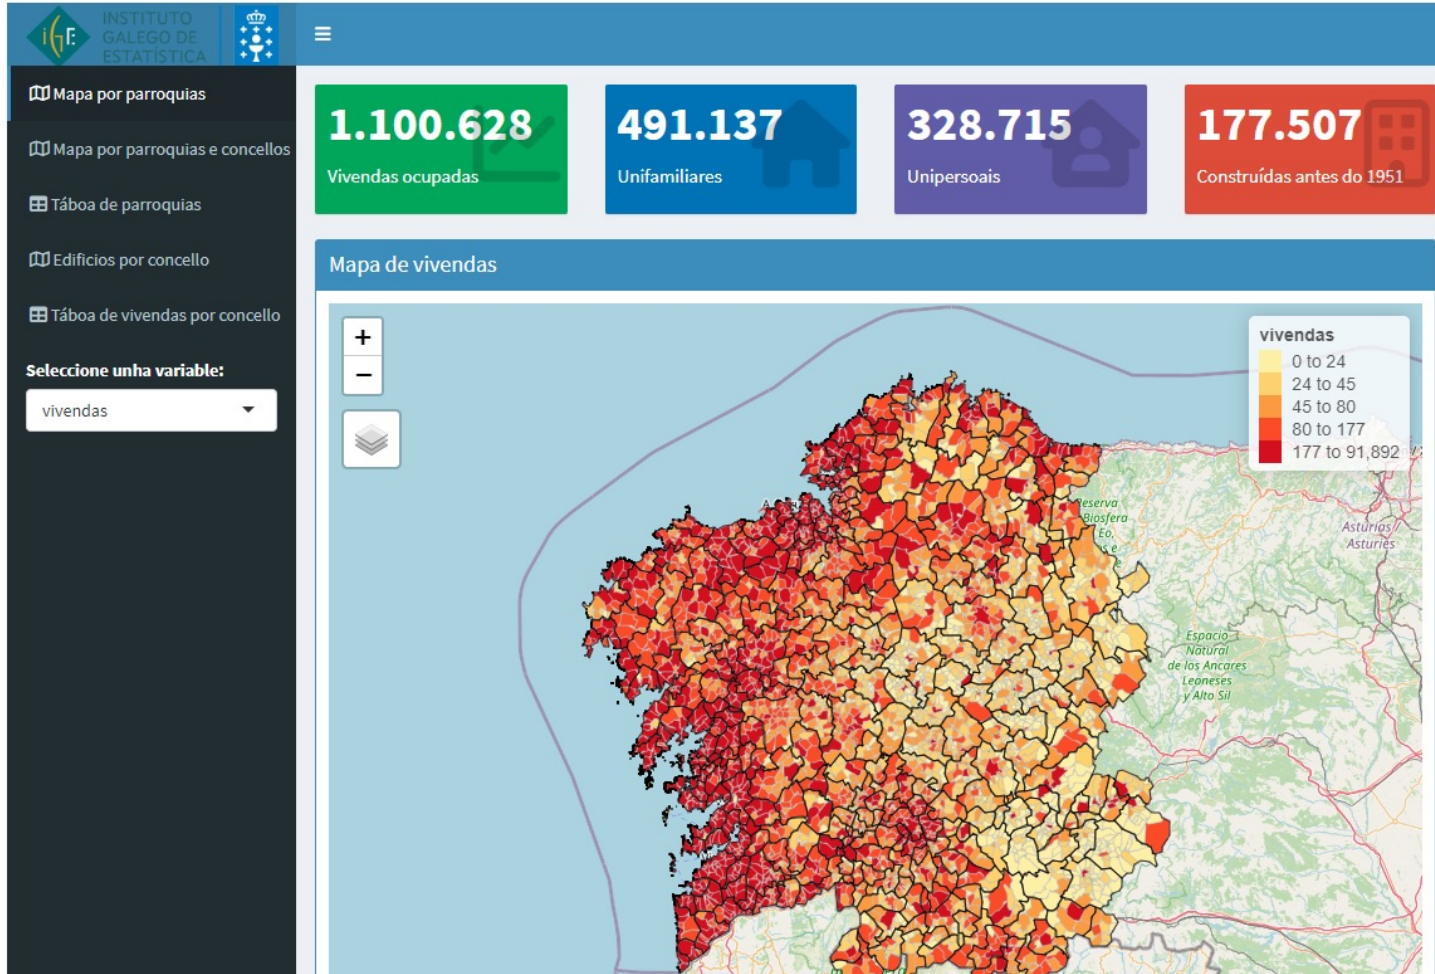 iGE
INSTITUTO
GALEGO DE
ESTATÍSTICA
Mapa por parroquias
Mapa por parroquias e concellos
Táboa de parroquias
Edificios por concello
Táboa de vivendas por concello
Seleccione unha variable:
vivendas
1.100.628
Vivendas ocupadas
491.137
Unifamiliares
328.715
Unipersoais
177.507
Construídas antes do 1951
Mapa de vivendas
+
−
vivendas
0 to 24
24 to 45
45 to 80
80 to 177
177 to 91,892
Reserva
Biosfera
Eo,
Asturias /
Asturies
Espacio
Natural
de los Ancares
Leoneses
y Alto Sil